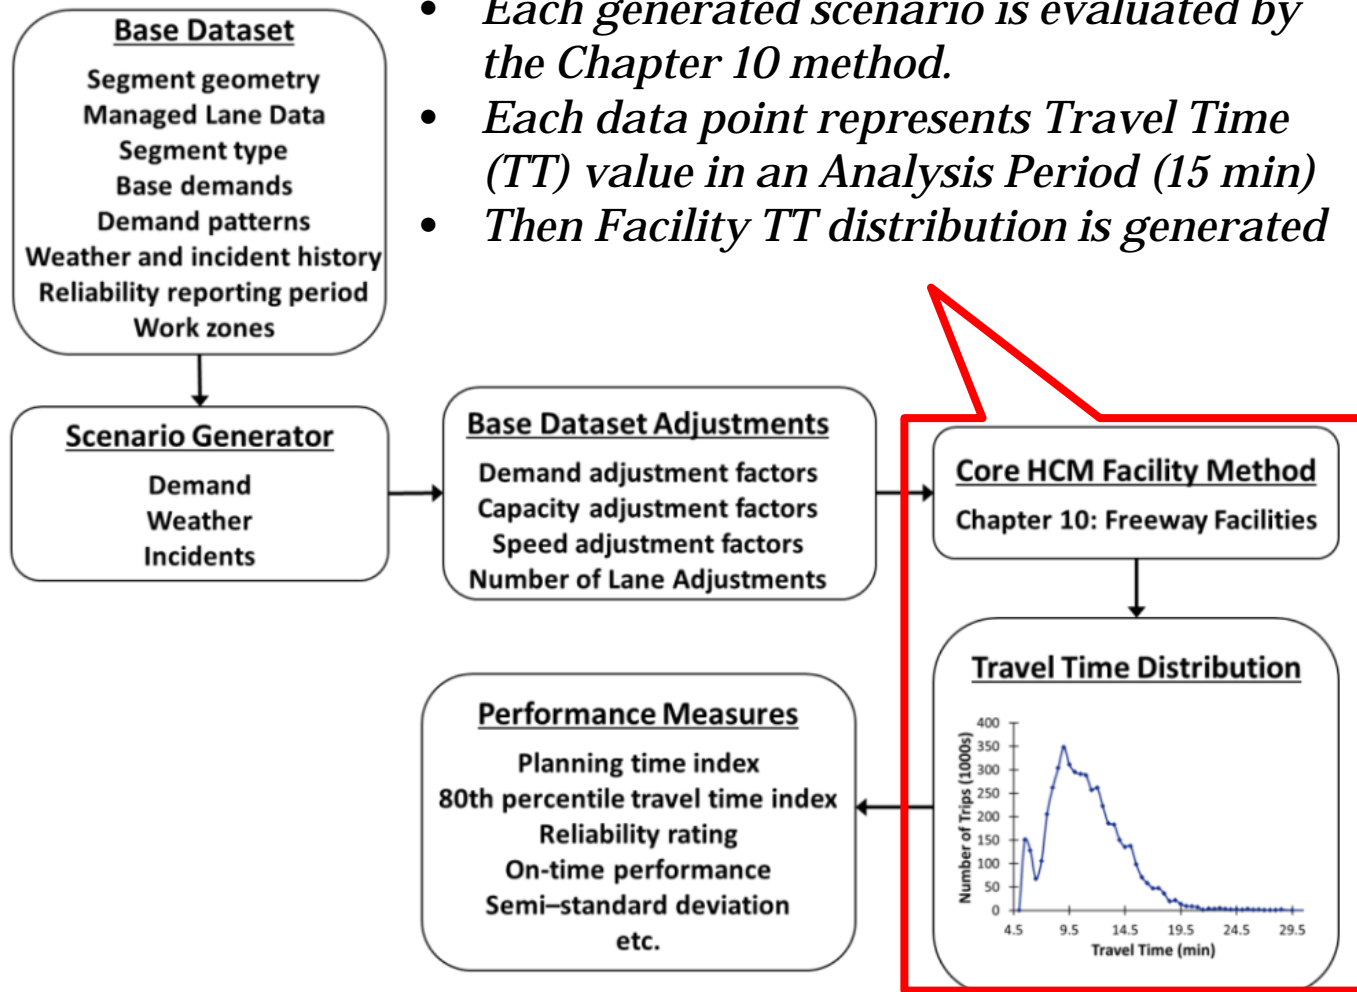 Base Dataset
Segment geometry
Managed Lane Data
Segment type
Base demands
Demand patterns
Weather and incident history
Reliability reporting period
Work zones
• Each generated scenario is evaluated by
the Chapter 10 method.
• Each data point represents Travel Time
(TT) value in an Analysis Period (15 min)
• Then Facility TT distribution is generated
Scenario Generator
Demand
Weather
Incidents
Base Dataset Adjustments
Demand adjustment factors
Capacity adjustment factors
Speed adjustment factors
Number of Lane Adjustments
Core HCM Facility Method
Chapter 10: Freeway Facilities
Travel Time Distribution
Number of Trips (1000s)
400
350
300
250
200
150
100
50
0
4.5 9.5 14.5 19.5 24.5 29.5
Travel Time (min)
Performance Measures
Planning time index
80th percentile travel time index
Reliability rating
On-time performance
Semi–standard deviation
etc.